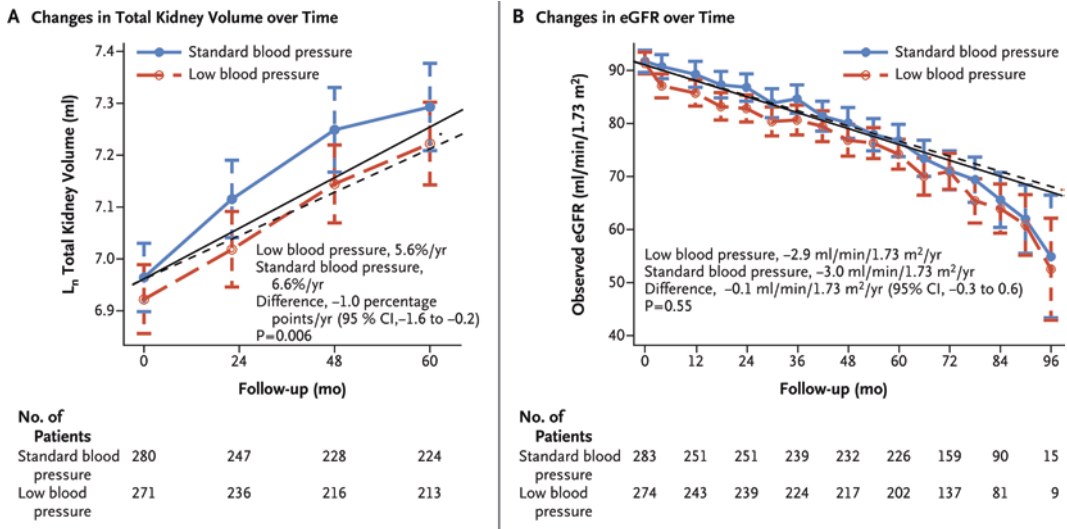 A Changes in Total Kidney Volume over Time
Standard blood pressure
Low blood pressure
7.4
7.3
7.2
7.1
7.0
6.9
Ln Total Kidney Volume (ml)
Low blood pressure, 5.6%/yr
Standard blood pressure,
6.6%/yr
Difference, −1.0 percentage
points/yr (95 % CI,−1.6 to −0.2)
P=0.006
0 24 48 60
Follow-up (mo)
No. of
Patients
Standard blood 280 247 228 224
pressure
Low blood 271 236 216 213
pressure
B Changes in eGFR over Time
Standard blood pressure
Low blood pressure
90
80
70
60
50
40
Observed eGFR (ml/min/1.73 m²)
Low blood pressure, −2.9 ml/min/1.73 m²/yr
Standard blood pressure, −3.0 ml/min/1.73 m²/yr
Difference, −0.1 ml/min/1.73 m²/yr (95% CI, −0.3 to 0.6)
P=0.55
0 12 24 36 48 60 72 84 96
Follow-up (mo)
No. of
Patients
Standard blood 283 251 251 239 232 226 159 90 15
pressure
Low blood 274 243 239 224 217 202 137 81 9
pressure